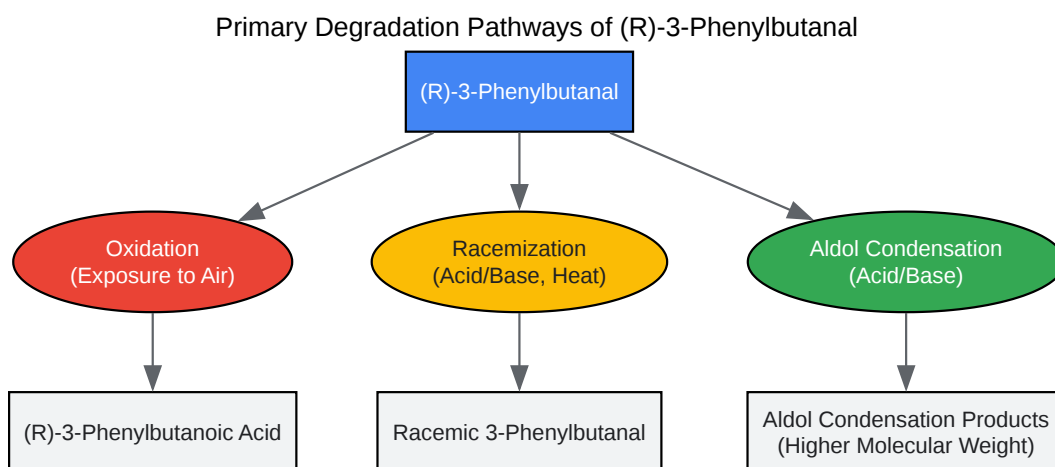 Primary Degradation Pathways of (R)-3-Phenylbutanal
(R)-3-Phenylbutanal
Oxidation
(Exposure to Air)
Racemization
(Acid/Base, Heat)
Aldol Condensation
(Acid/Base)
(R)-3-Phenylbutanoic Acid
Racemic 3-Phenylbutanal
Aldol Condensation Products
(Higher Molecular Weight)